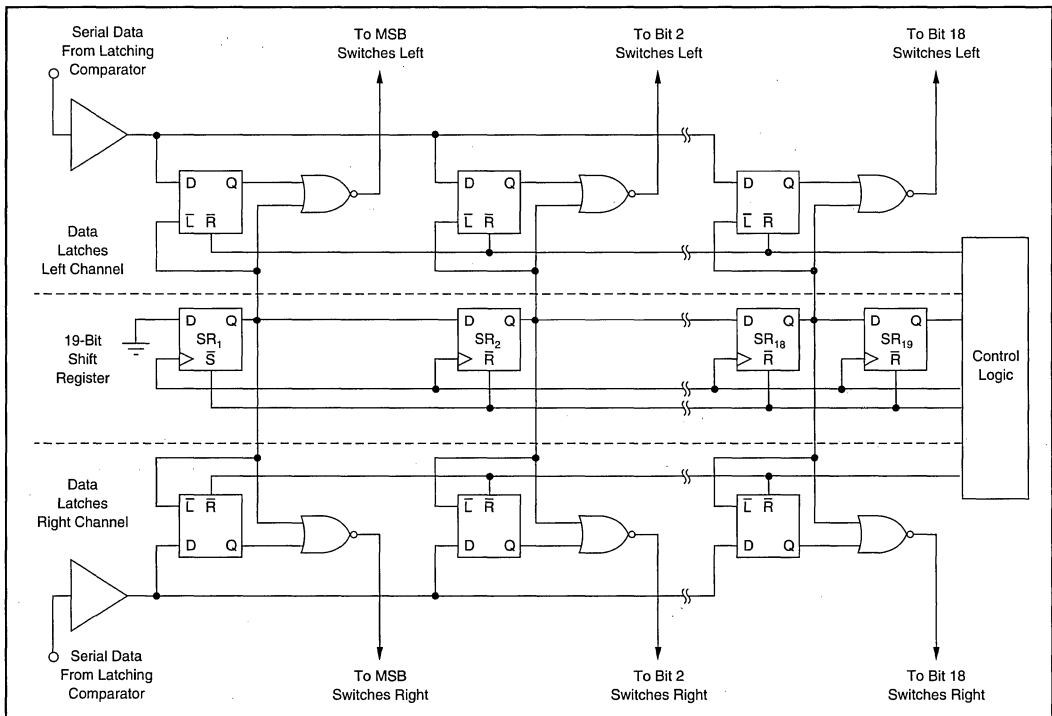 Serial Data
From Latching
Comparator
To MSB
Switches Left
To Bit 2
Switches Left
To Bit 18
Switches Left
D Q
L̅ R̅
D Q
L̅ R̅
D Q
L̅ R̅
Data
Latches
Left Channel
19-Bit
Shift
Register
D Q
SR1
S̅
D Q
SR2
R̅
D Q
SR18
R̅
D Q
SR19
R̅
Control
Logic
Data
Latches
Right Channel
L̅ R̅
D Q
L̅ R̅
D Q
L̅ R̅
D Q
Serial Data
From Latching
Comparator
To MSB
Switches Right
To Bit 2
Switches Right
To Bit 18
Switches Right